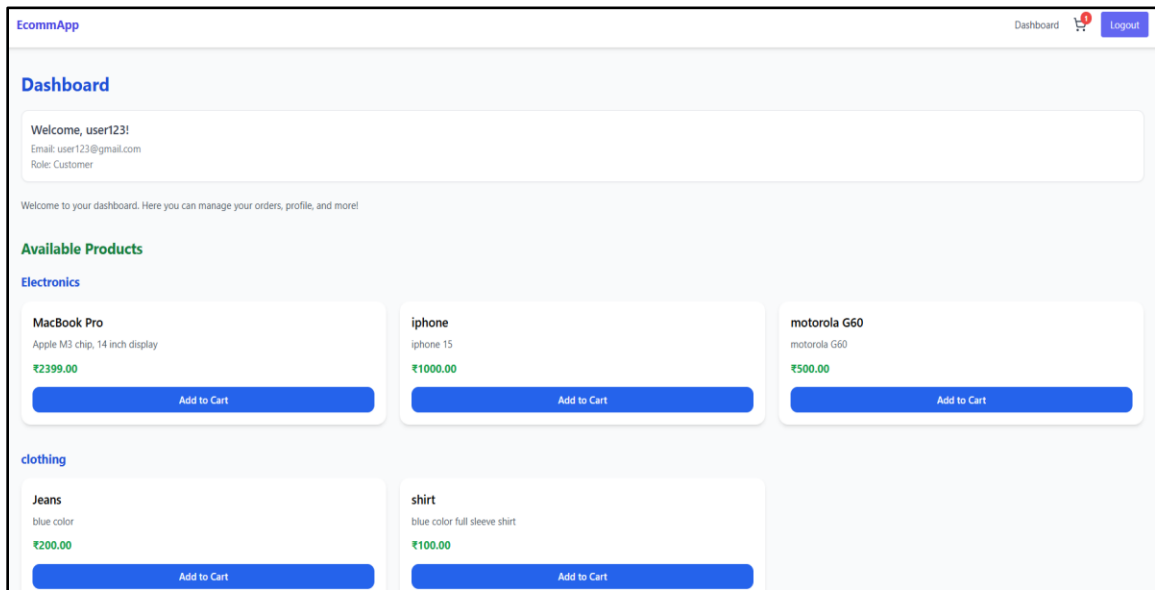 EcommApp
Dashboard 1 Logout
Dashboard
Welcome, user123!
Email: user123@gmail.com
Role: Customer
Welcome to your dashboard. Here you can manage your orders, profile, and more!
Available Products
Electronics
MacBook Pro
Apple M3 chip, 14 inch display
₹2399.00
Add to Cart
iphone
iphone 15
₹1000.00
Add to Cart
motorola G60
motorola G60
₹500.00
Add to Cart
clothing
Jeans
blue color
₹200.00
Add to Cart
shirt
blue color full sleeve shirt
₹100.00
Add to Cart